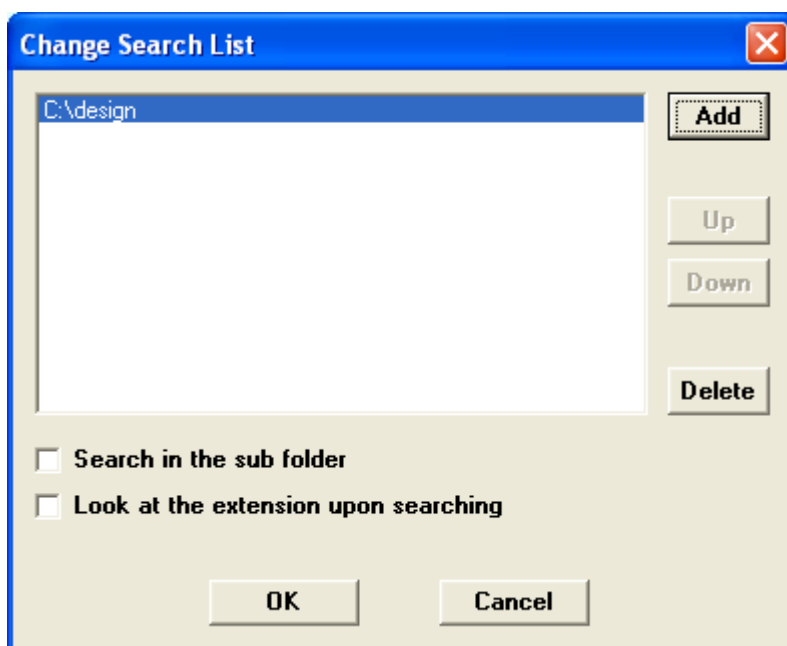 Change Search List
C:\design
Add
Up
Down
Delete
Search in the sub folder
Look at the extension upon searching
OK
Cancel